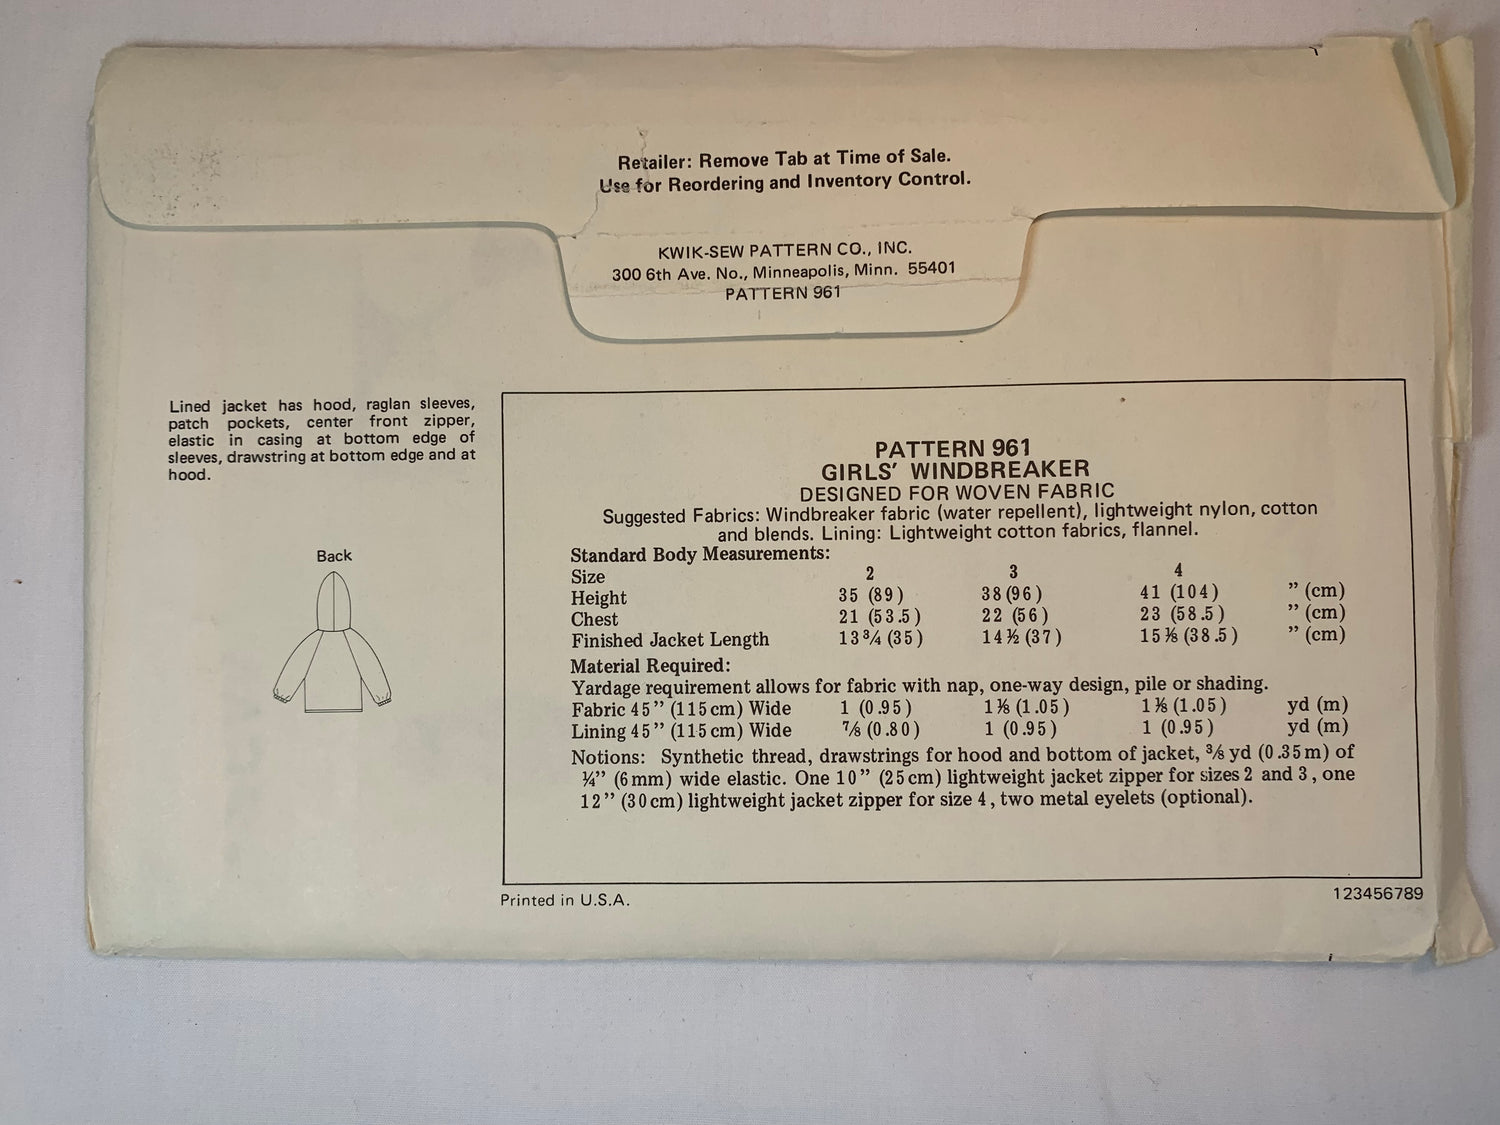 Retailer: Remove Tab at Time of Sale.
Use for Reordering and Inventory Control.
KWIK-SEW PATTERN CO., INC.
300 6th Ave. No., Minneapolis, Minn. 55401
PATTERN 961
Lined jacket has hood, raglan sleeves,
patch pockets, center front zipper,
elastic in casing at bottom edge of
sleeves, drawstring at bottom edge and at
hood.
Back
PATTERN 961
GIRLS' WINDBREAKER
DESIGNED FOR WOVEN FABRIC
Suggested Fabrics: Windbreaker fabric (water repellent), lightweight nylon, cotton
and blends. Lining: Lightweight cotton fabrics, flannel.
Standard Body Measurements:
Size 2 3 4
Height 35 (89) 38 (96) 41 (104) ” (cm)
Chest 21 (53.5) 22 (56) 23 (58.5) ” (cm)
Finished Jacket Length 13¾ (35) 14½ (37) 15⅛ (38.5) ” (cm)
Material Required:
Yardage requirement allows for fabric with nap, one-way design, pile or shading.
Fabric 45” (115 cm) Wide 1 (0.95) 1⅛ (1.05) 1⅛ (1.05) yd (m)
Lining 45” (115 cm) Wide ⅞ (0.80) 1 (0.95) 1 (0.95) yd (m)
Notions: Synthetic thread, drawstrings for hood and bottom of jacket, ⅜ yd (0.35 m) of
¼” (6 mm) wide elastic. One 10” (25 cm) lightweight jacket zipper for sizes 2 and 3, one
12” (30 cm) lightweight jacket zipper for size 4, two metal eyelets (optional).
Printed in U.S.A.
123456789